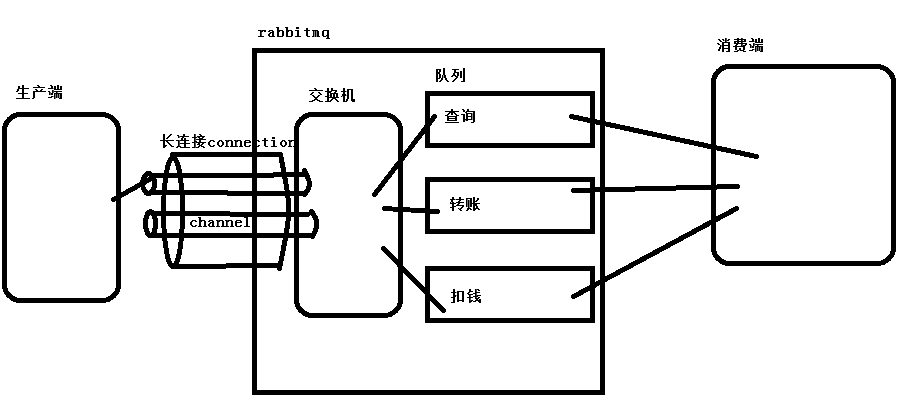 rabbitmq
消费端
队列
生产端
交换机
查询
长连接connection
转账
channel
扣钱